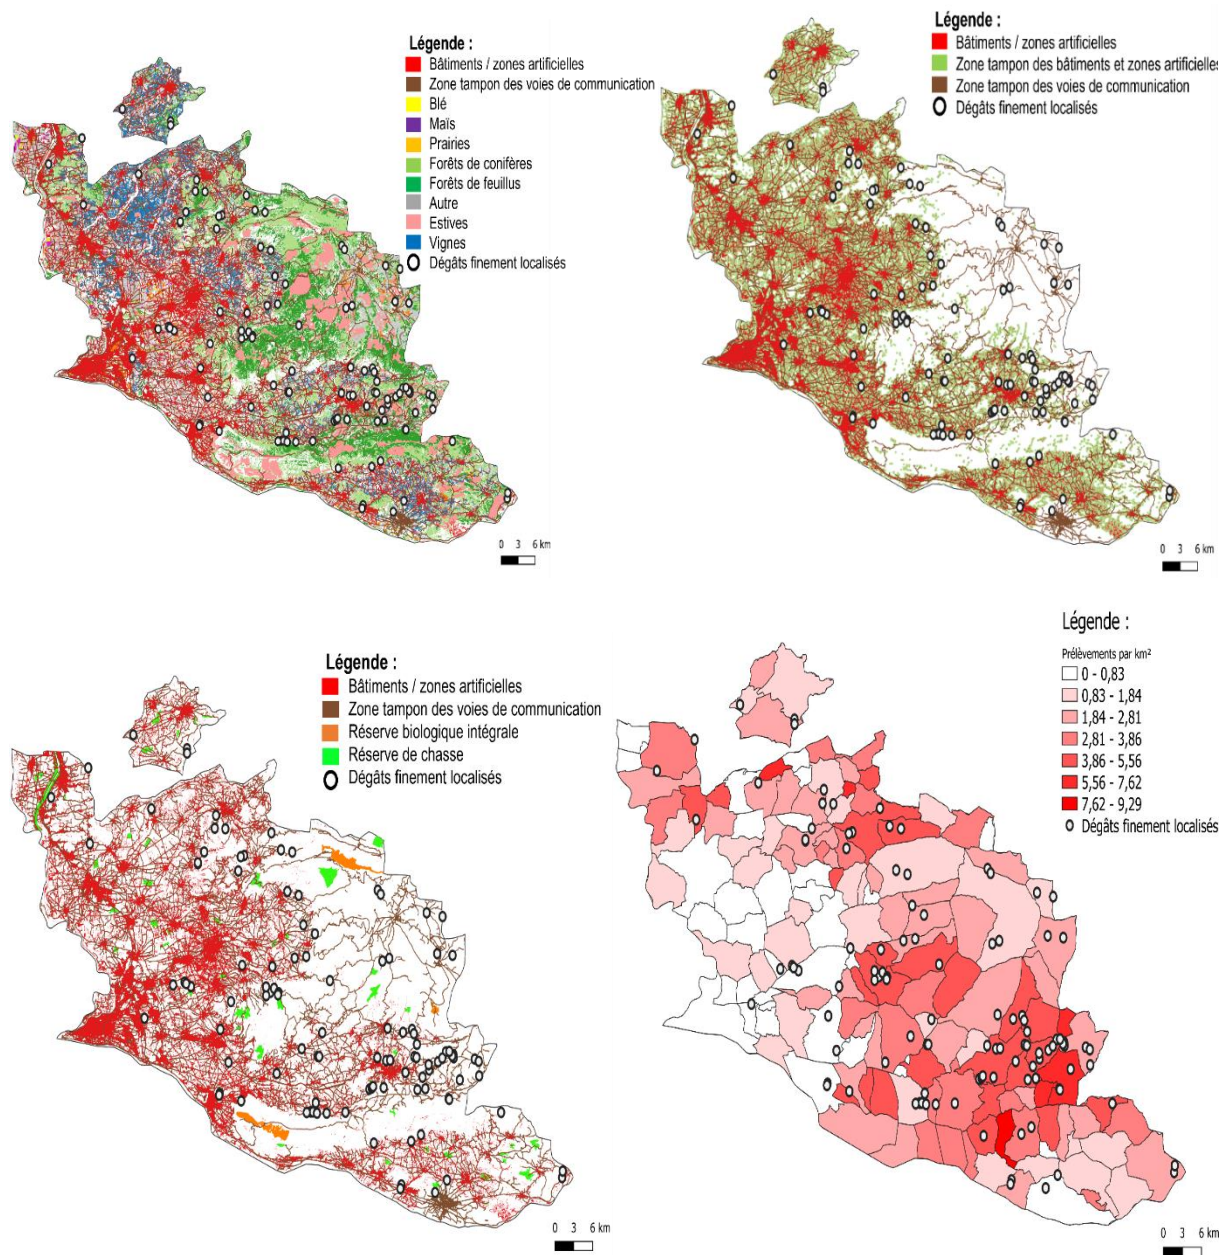 Légende :
Bâtiments / zones artificielles
Zone tampon des voies de communication
Blé
Maïs
Prairies
Forêts de conifères
Forêts de feuillus
Autre
Estives
Vignes
Dégâts finement localisés
0 3 6 km
Légende :
Bâtiments / zones artificielles
Zone tampon des bâtiments et zones artificielles
Zone tampon des voies de communication
Dégâts finement localisés
0 3 6 km
Légende :
Bâtiments / zones artificielles
Zone tampon des voies de communication
Réserve biologique intégrale
Réserve de chasse
Dégâts finement localisés
0 3 6 km
Légende :
Prélèvements par km²
0 - 0,83
0,83 - 1,84
1,84 - 2,81
2,81 - 3,86
3,86 - 5,56
5,56 - 7,62
7,62 - 9,29
Dégâts finement localisés
0 3 6 km